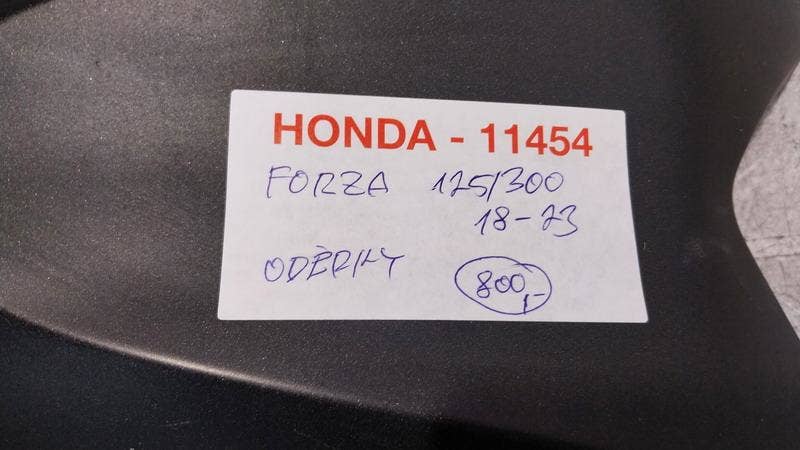 HONDA - 11454
FORZA 125/300
18-23
ODĚRKY
800,-